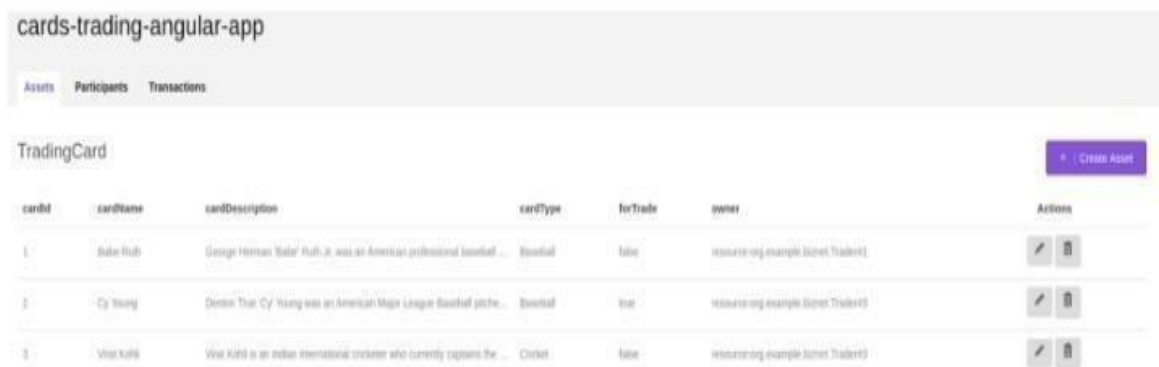 cards-trading-angular-app
Assets Participants Transactions
TradingCard
+ | Create Asset
cardId cardName cardDescription cardType forTrade owner Actions
1 Babe Ruth George Herman 'Babe' Ruth Jr. was an American professional baseball ... Baseball false resource:org.example.biznet.Trader#1
2 Cy Young Denton True 'Cy' Young was an American Major League Baseball pitche... Baseball true resource:org.example.biznet.Trader#3
3 Virat Kohli Virat Kohli is an Indian international cricketer who currently captains the ... Cricket false resource:org.example.biznet.Trader#3